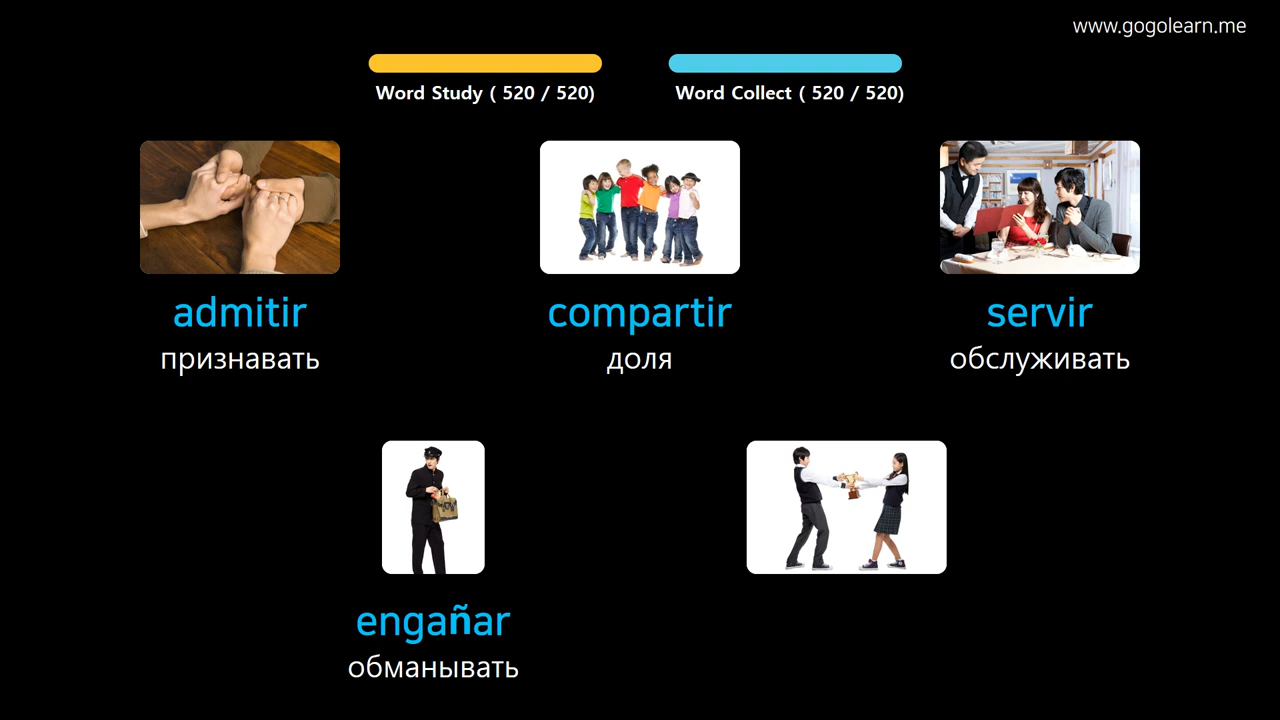 www.gogolearn.me
Word Study ( 520 / 520)
Word Collect ( 520 / 520)
admitir
признавать
compartir
доля
servir
обслуживать
engañar
обманывать